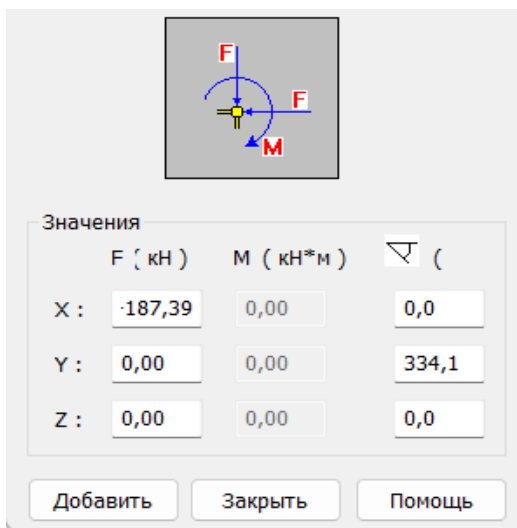 F
F
M
Значения
F ( кН ) M ( кН*м ) (
X : -187,39 0,00 0,0
Y : 0,00 0,00 334,1
Z : 0,00 0,00 0,0
Добавить Закрыть Помощь